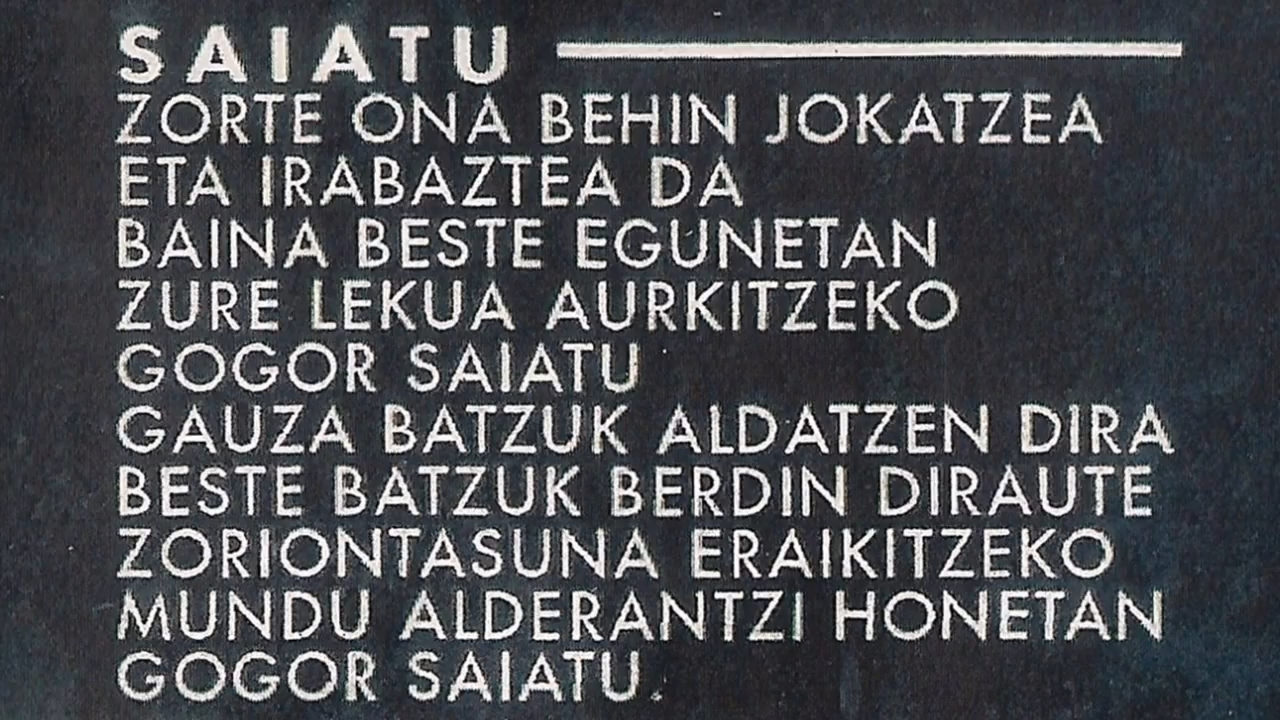 SAIATU
ZORTE ONA BEHIN JOKATZEA
ETA IRABAZTEA DA
BAINA BESTE EGUNETAN
ZURE LEKUA AURKITZEKO
GOGOR SAIATU
GAUZA BATZUK ALDATZEN DIRA
BESTE BATZUK BERDIN DIRAUTE
ZORIONTASUNA ERAIKITZEKO
MUNDU ALDERANTZI HONETAN
GOGOR SAIATU.